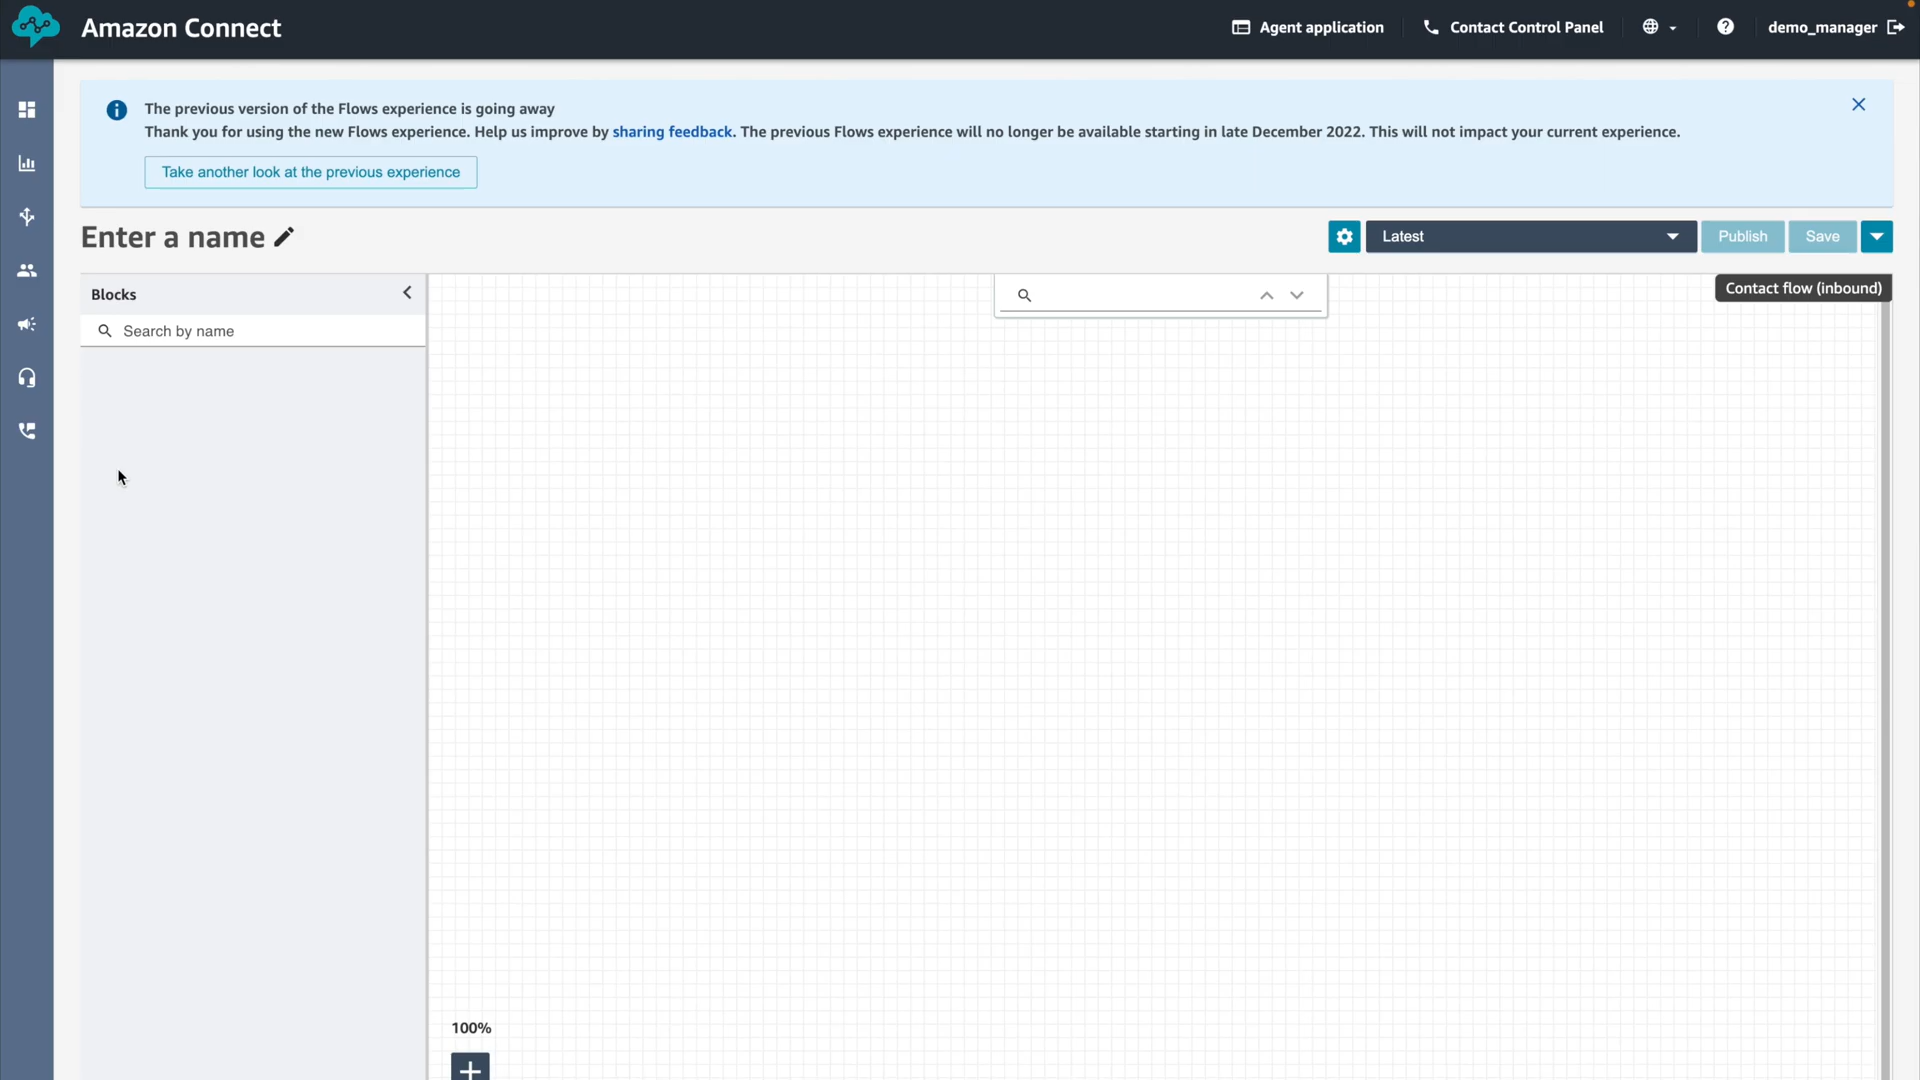 Amazon Connect
Agent application
Contact Control Panel
demo_manager
The previous version of the Flows experience is going away
Thank you for using the new Flows experience. Help us improve by sharing feedback. The previous Flows experience will no longer be available starting in late December 2022. This will not impact your current experience.
Take another look at the previous experience
Enter a name
Latest
Publish
Save
Blocks
Contact flow (inbound)
Search by name
100%